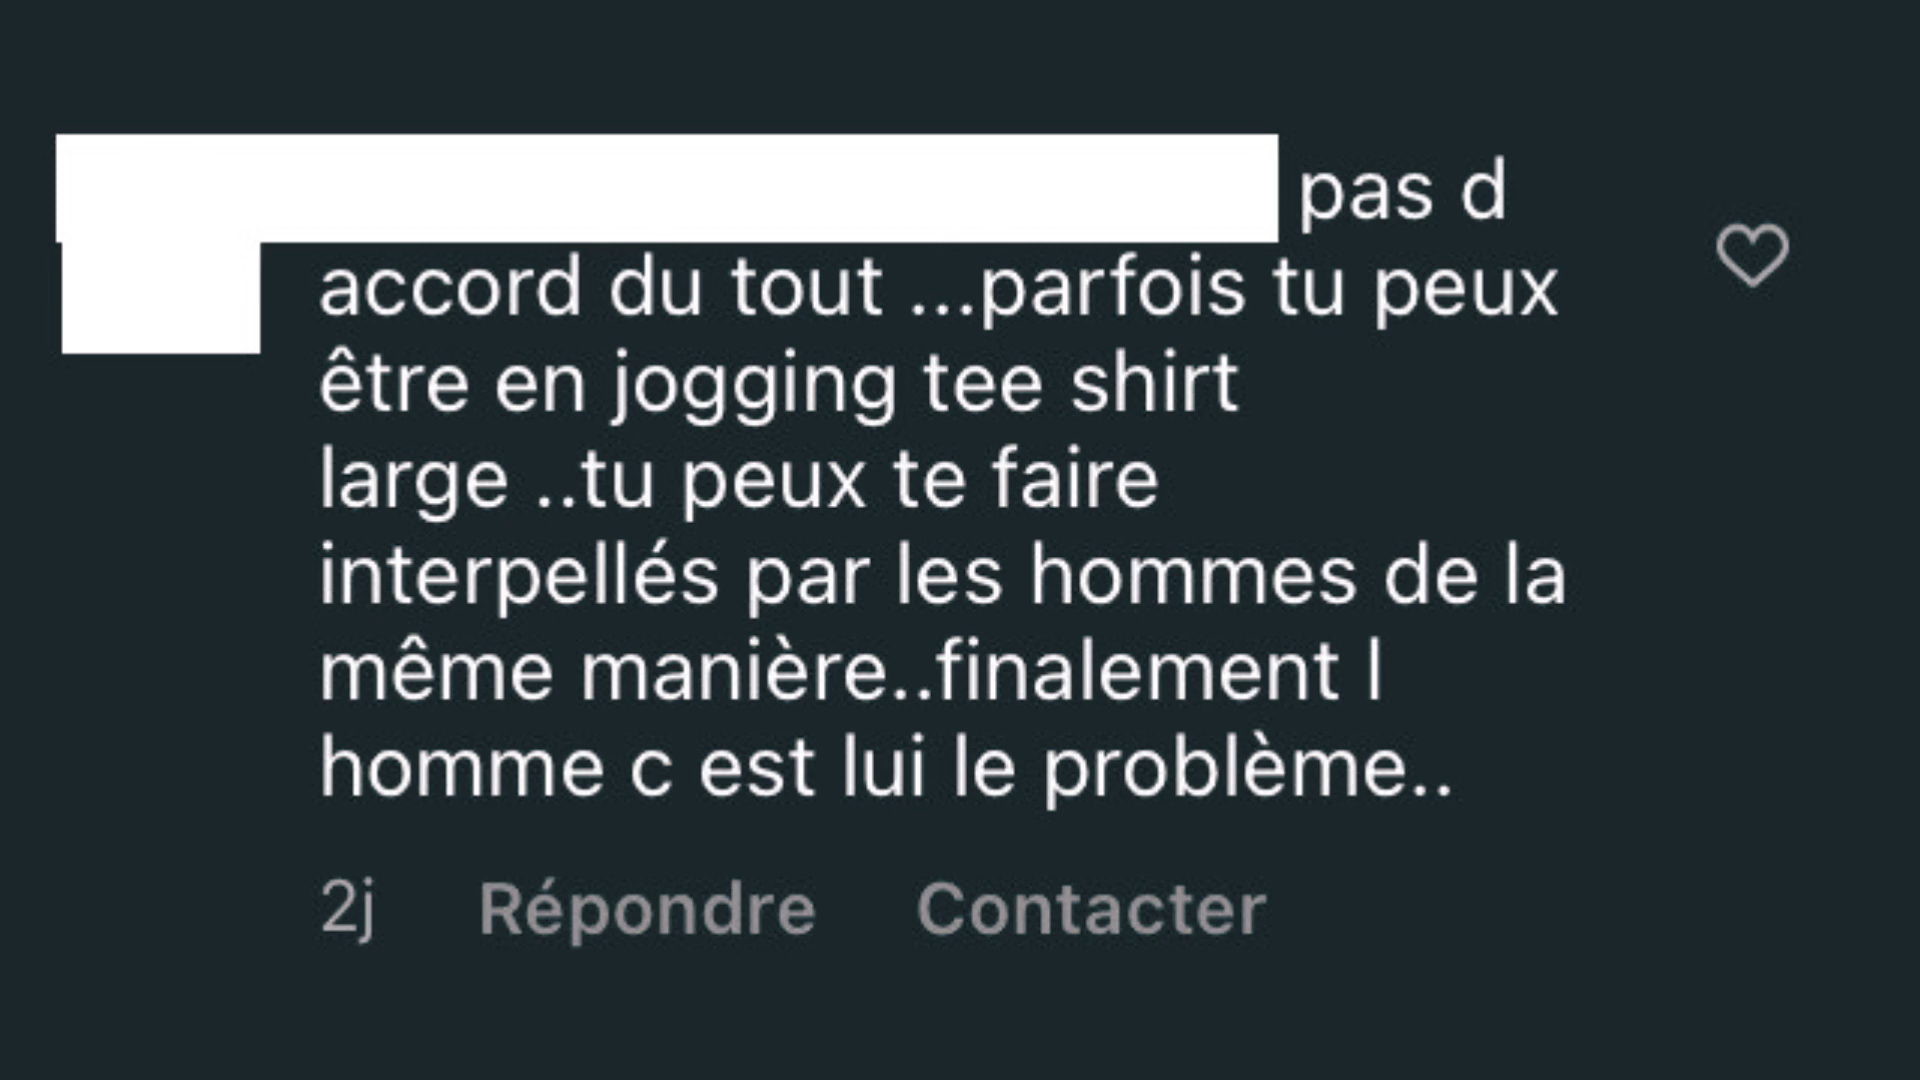 pas d
accord du tout ...parfois tu peux
être en jogging tee shirt
large ..tu peux te faire
interpellés par les hommes de la
même manière..finalement l
homme c est lui le problème..
2j Répondre Contacter